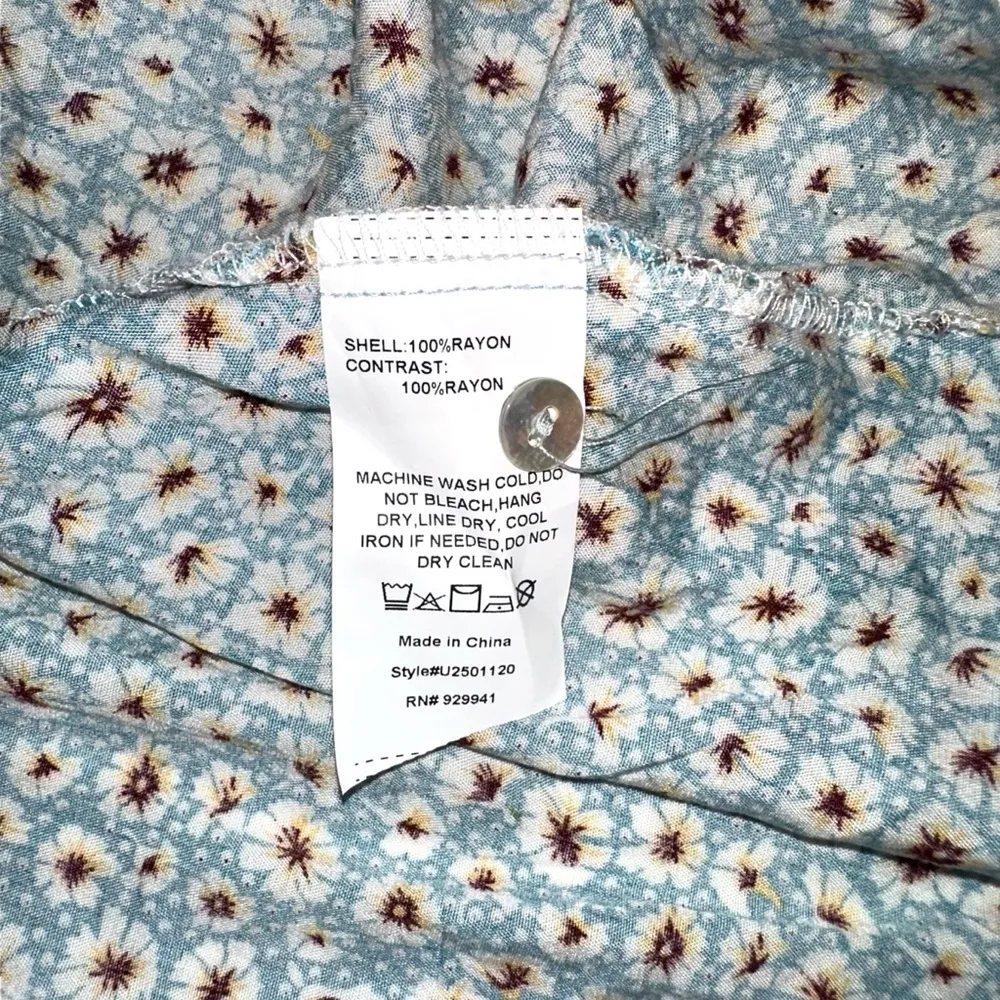 SHELL:100%RAYON
CONTRAST:
100%RAYON
MACHINE WASH COLD,DO
NOT BLEACH,HANG
DRY,LINE DRY, COOL
IRON IF NEEDED,DO NOT
DRY CLEAN
Made in China
Style#U2501120
RN# 929941